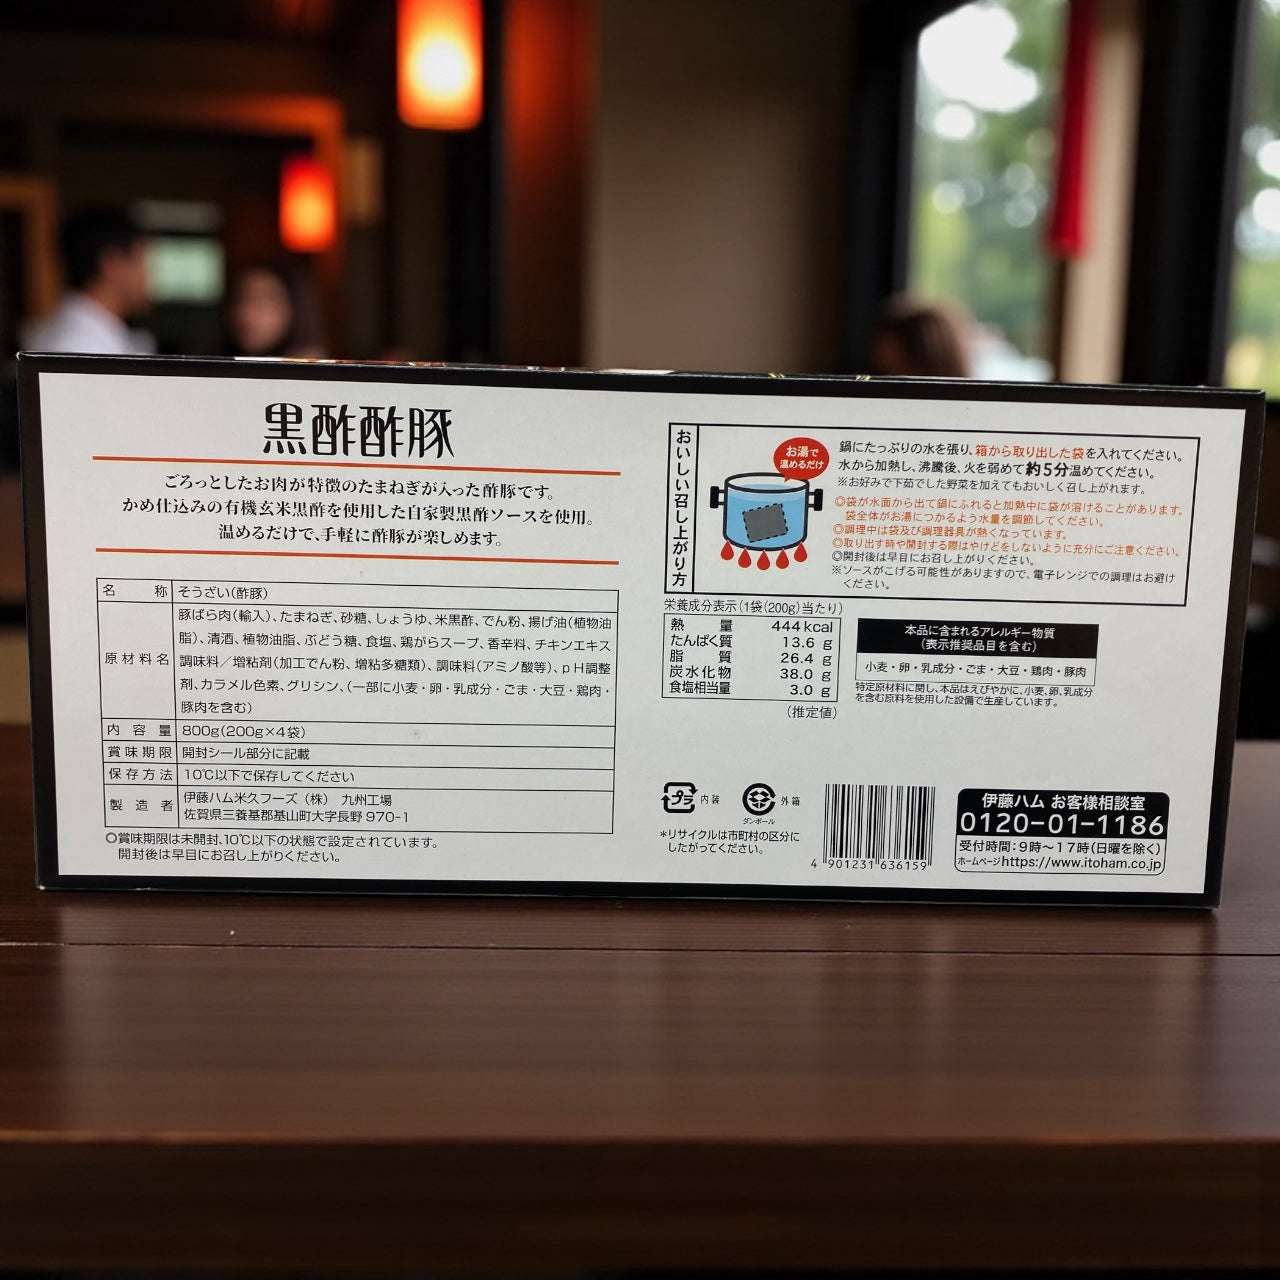 黒酢酢豚
ごろっとしたお肉が特徴のたまねぎが入った酢豚です。
かめ仕込みの有機玄米黒酢を使用した自家製黒酢ソースを使用。
温めるだけで、手軽に酢豚が楽しめます。
名称 そうざい(酢豚)
原材料名 豚ばら肉(輸入)、たまねぎ、砂糖、しょうゆ、米黒酢、でん粉、揚げ油(植物油
脂)、清酒、植物油脂、ぶどう糖、食塩、鶏がらスープ、香辛料、チキンエキス
調味料/増粘剤(加工でん粉、増粘多糖類)、調味料(アミノ酸等)、pH調整
剤、カラメル色素、グリシン、(一部に小麦・卵・乳成分・ごま・大豆・鶏肉・
豚肉を含む)
内容量 800g(200g×4袋)
賞味期限 開封シール部分に記載
保存方法 10℃以下で保存してください
製造者 伊藤ハム米久フーズ(株) 九州工場
佐賀県三養基郡基山町大字長野970-1
○賞味期限は未開封、10℃以下の状態で設定されています。
開封後は早目にお召し上がりください。
おいしい召し上がり方
お湯で
温めるだけ
鍋にたっぷりの水を張り、箱から取り出した袋を入れてください。
水から加熱し、沸騰後、火を弱めて約5分温めてください。
※お好みで下茹でした野菜を加えてもおいしく召し上がれます。
◎袋が水面から出て鍋にふれると加熱中に袋が溶けることがあります。
袋全体がお湯につかるよう水量を調節してください。
◎調理中は袋及び調理器具が熱くなっています。
◎取り出す時や開封する際はやけどをしないように充分にご注意ください。
◎開封後は早目にお召し上がりください。
※ソースがこげる可能性がありますので、電子レンジでの調理はお避け
ください。
栄養成分表示(1袋(200g)当たり)
熱量 444kcal
たんぱく質 13.6g
脂質 26.4g
炭水化物 38.0g
食塩相当量 3.0g
(推定値)
本品に含まれるアレルギー物質
(表示推奨品目を含む)
小麦・卵・乳成分・ごま・大豆・鶏肉・豚肉
特定原材料に関し、本品はえびやかに、小麦、卵、乳成分
を含む原料を使用した設備で生産しています。
プラ 内装
ダンボール 外箱
*リサイクルは市町村の区分に
したがってください。
4 901231 636159
伊藤ハム お客様相談室
0120-01-1186
受付時間:9時〜17時(日曜を除く)
ホームページhttps://www.itoham.co.jp